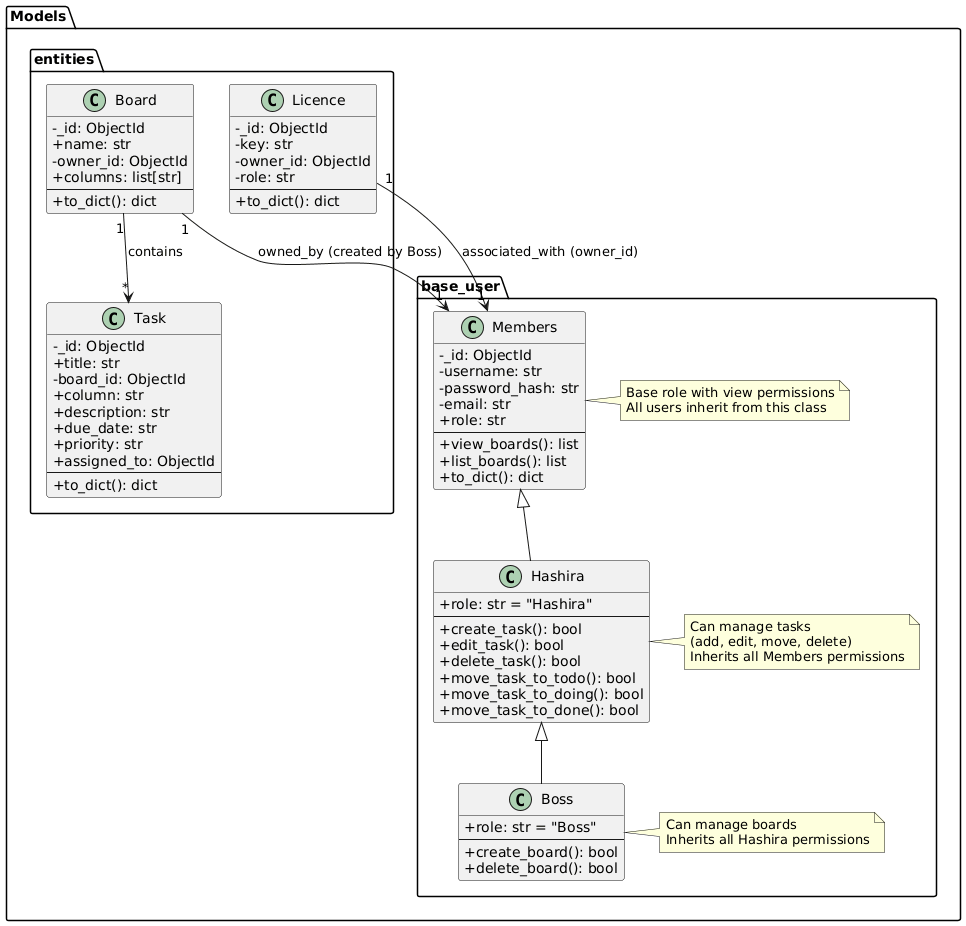 Models
entities
C Board
-_id: ObjectId
+name: str
-owner_id: ObjectId
+columns: list[str]
+to_dict(): dict
C Licence
-_id: ObjectId
-key: str
-owner_id: ObjectId
-role: str
+to_dict(): dict
1
1
1
contains
owned_by (created by Boss)
associated_with (owner_id)
*
1
1
C Task
-_id: ObjectId
+title: str
-board_id: ObjectId
+column: str
+description: str
+due_date: str
+priority: str
+assigned_to: ObjectId
+to_dict(): dict
base_user
C Members
-_id: ObjectId
-username: str
-password_hash: str
-email: str
+role: str
+view_boards(): list
+list_boards(): list
+to_dict(): dict
Base role with view permissions
All users inherit from this class
C Hashira
+role: str = "Hashira"
+create_task(): bool
+edit_task(): bool
+delete_task(): bool
+move_task_to_todo(): bool
+move_task_to_doing(): bool
+move_task_to_done(): bool
Can manage tasks
(add, edit, move, delete)
Inherits all Members permissions
C Boss
+role: str = "Boss"
+create_board(): bool
+delete_board(): bool
Can manage boards
Inherits all Hashira permissions